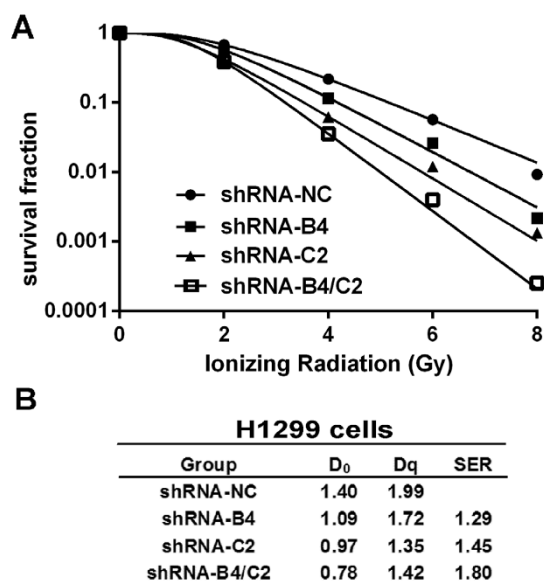 A
1
0.1
0.01
0.001
0.0001
survival fraction
shRNA-NC
shRNA-B4
shRNA-C2
shRNA-B4/C2
0 2 4 6 8
Ionizing Radiation (Gy)
B
H1299 cells
Group D₀ Dq SER
shRNA-NC 1.40 1.99
shRNA-B4 1.09 1.72 1.29
shRNA-C2 0.97 1.35 1.45
shRNA-B4/C2 0.78 1.42 1.80